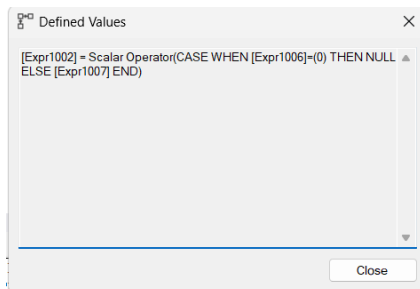 Defined Values
[Expr1002] = Scalar Operator(CASE WHEN [Expr1006]=(0) THEN NULL
ELSE [Expr1007] END)
Close